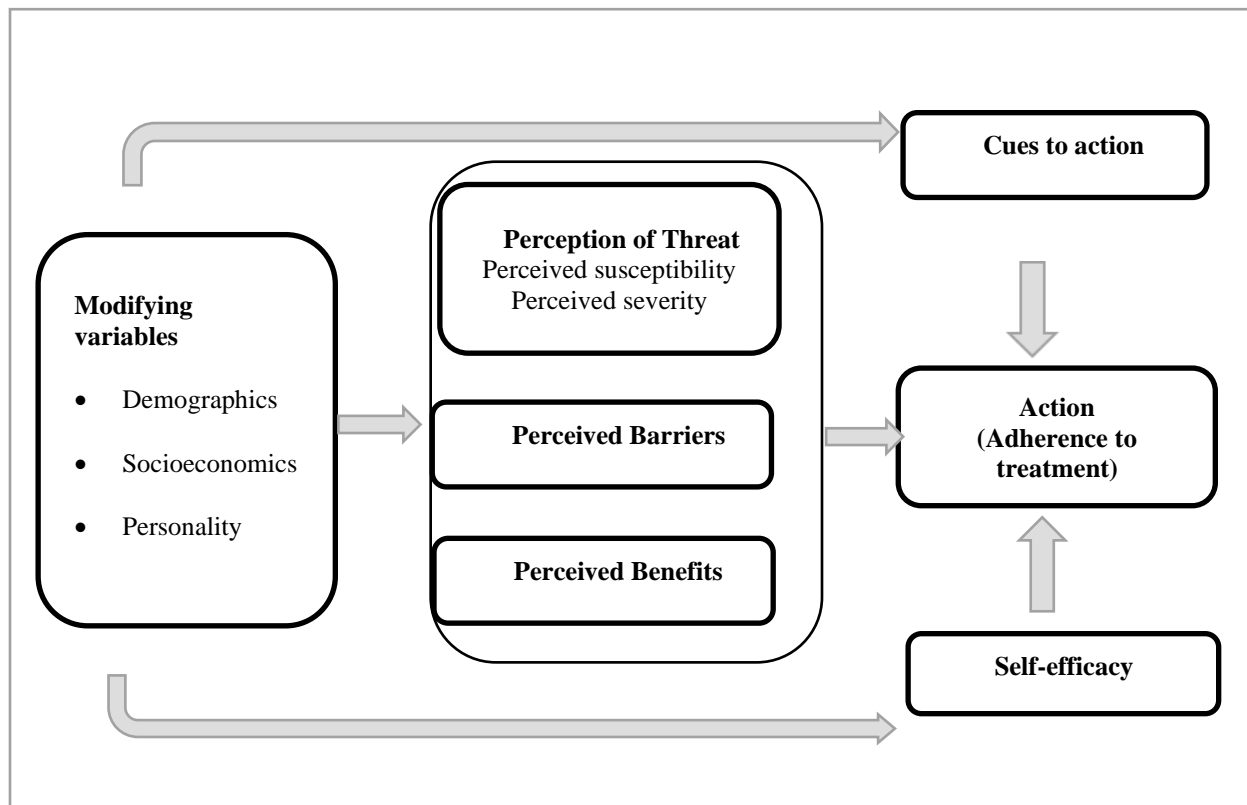 Cues to action
Perception of Threat
Perceived susceptibility
Perceived severity
Modifying
variables
• Demographics
• Socioeconomics
• Personality
Perceived Barriers
Perceived Benefits
Action
(Adherence to
treatment)
Self-efficacy